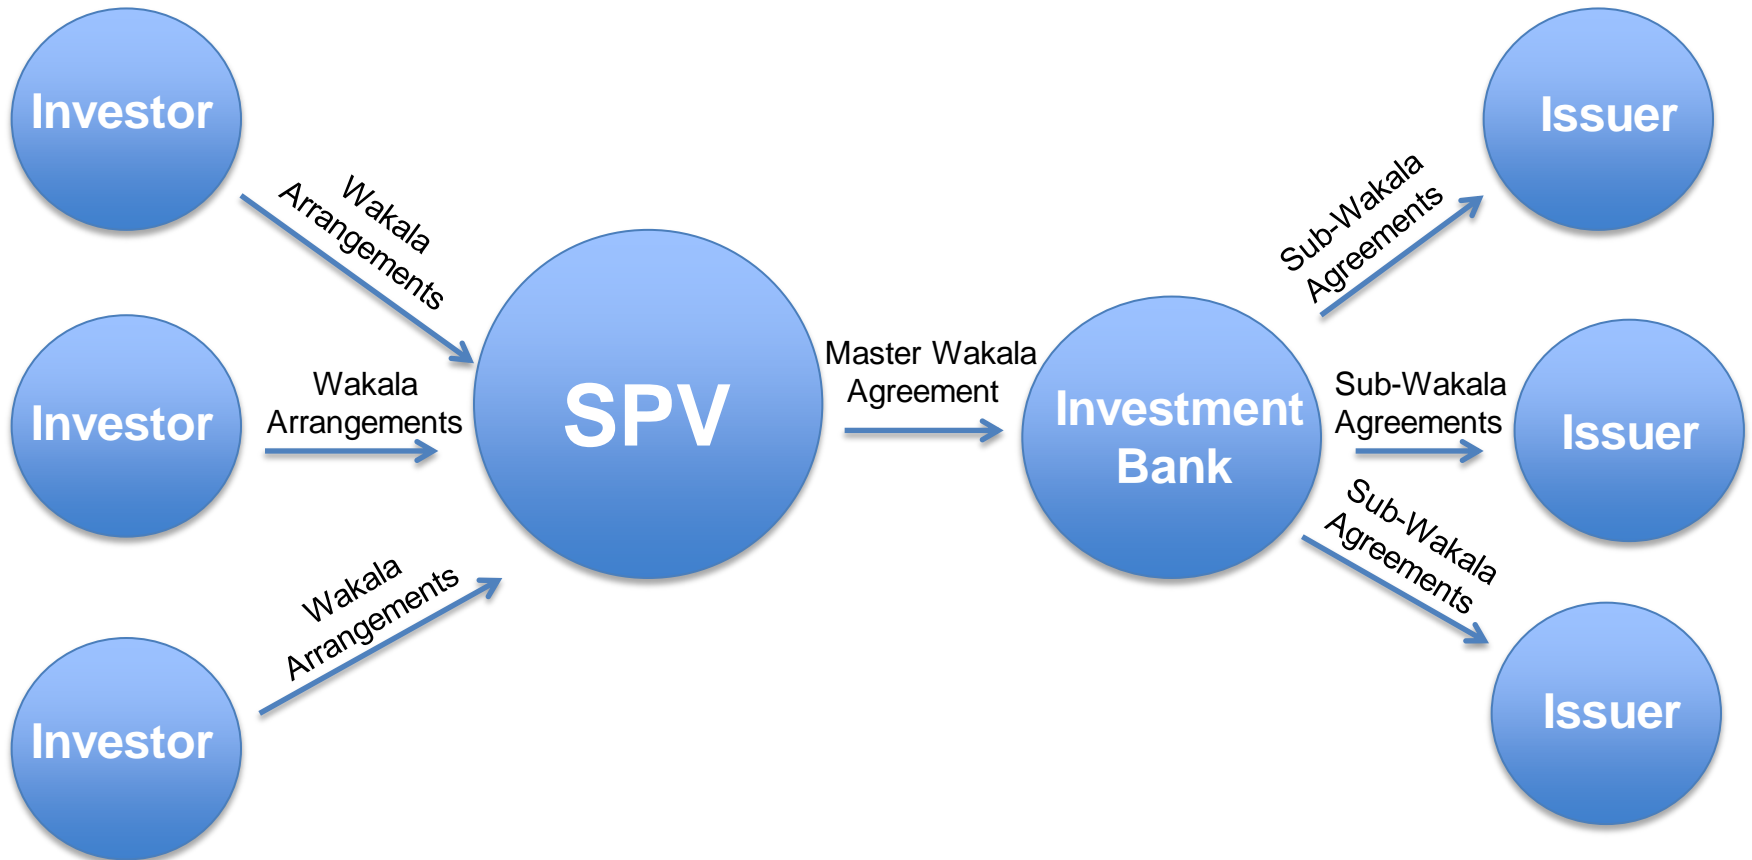 Investor
Wakala
Arrangements
Investor
Wakala
Arrangements
Investor
Wakala
Arrangements
SPV
Master Wakala
Agreement
Investment
Bank
Sub-Wakala
Agreements
Issuer
Sub-Wakala
Agreements
Issuer
Sub-Wakala
Agreements
Issuer